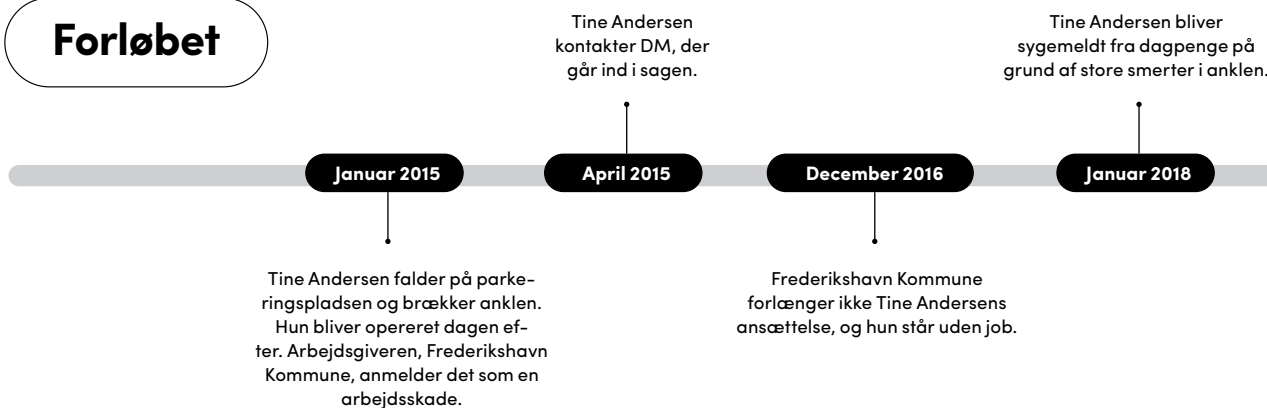 Forløbet
Januar 2015
Tine Andersen falder på parke-
ringspladsen og brækker anklen.
Hun bliver opereret dagen ef-
ter. Arbejdsgiveren, Frederikshavn
Kommune, anmelder det som en
arbejdsskade.
Tine Andersen
kontakter DM, der
går ind i sagen.
April 2015
December 2016
Frederikshavn Kommune
forlænger ikke Tine Andersens
ansættelse, og hun står uden job.
Tine Andersen bliver
sygemeldt fra dagpenge på
grund af store smerter i anklen.
Januar 2018